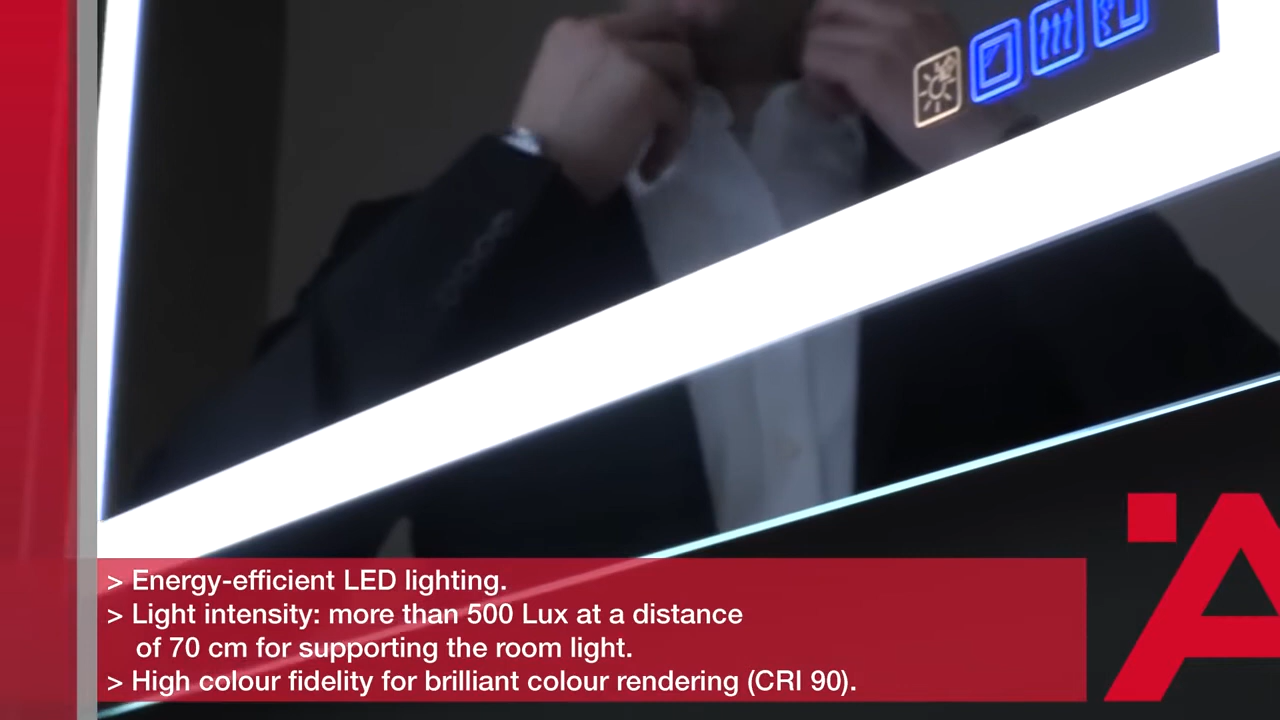 > Energy-efficient LED lighting.
> Light intensity: more than 500 Lux at a distance
of 70 cm for supporting the room light.
> High colour fidelity for brilliant colour rendering (CRI 90).
A